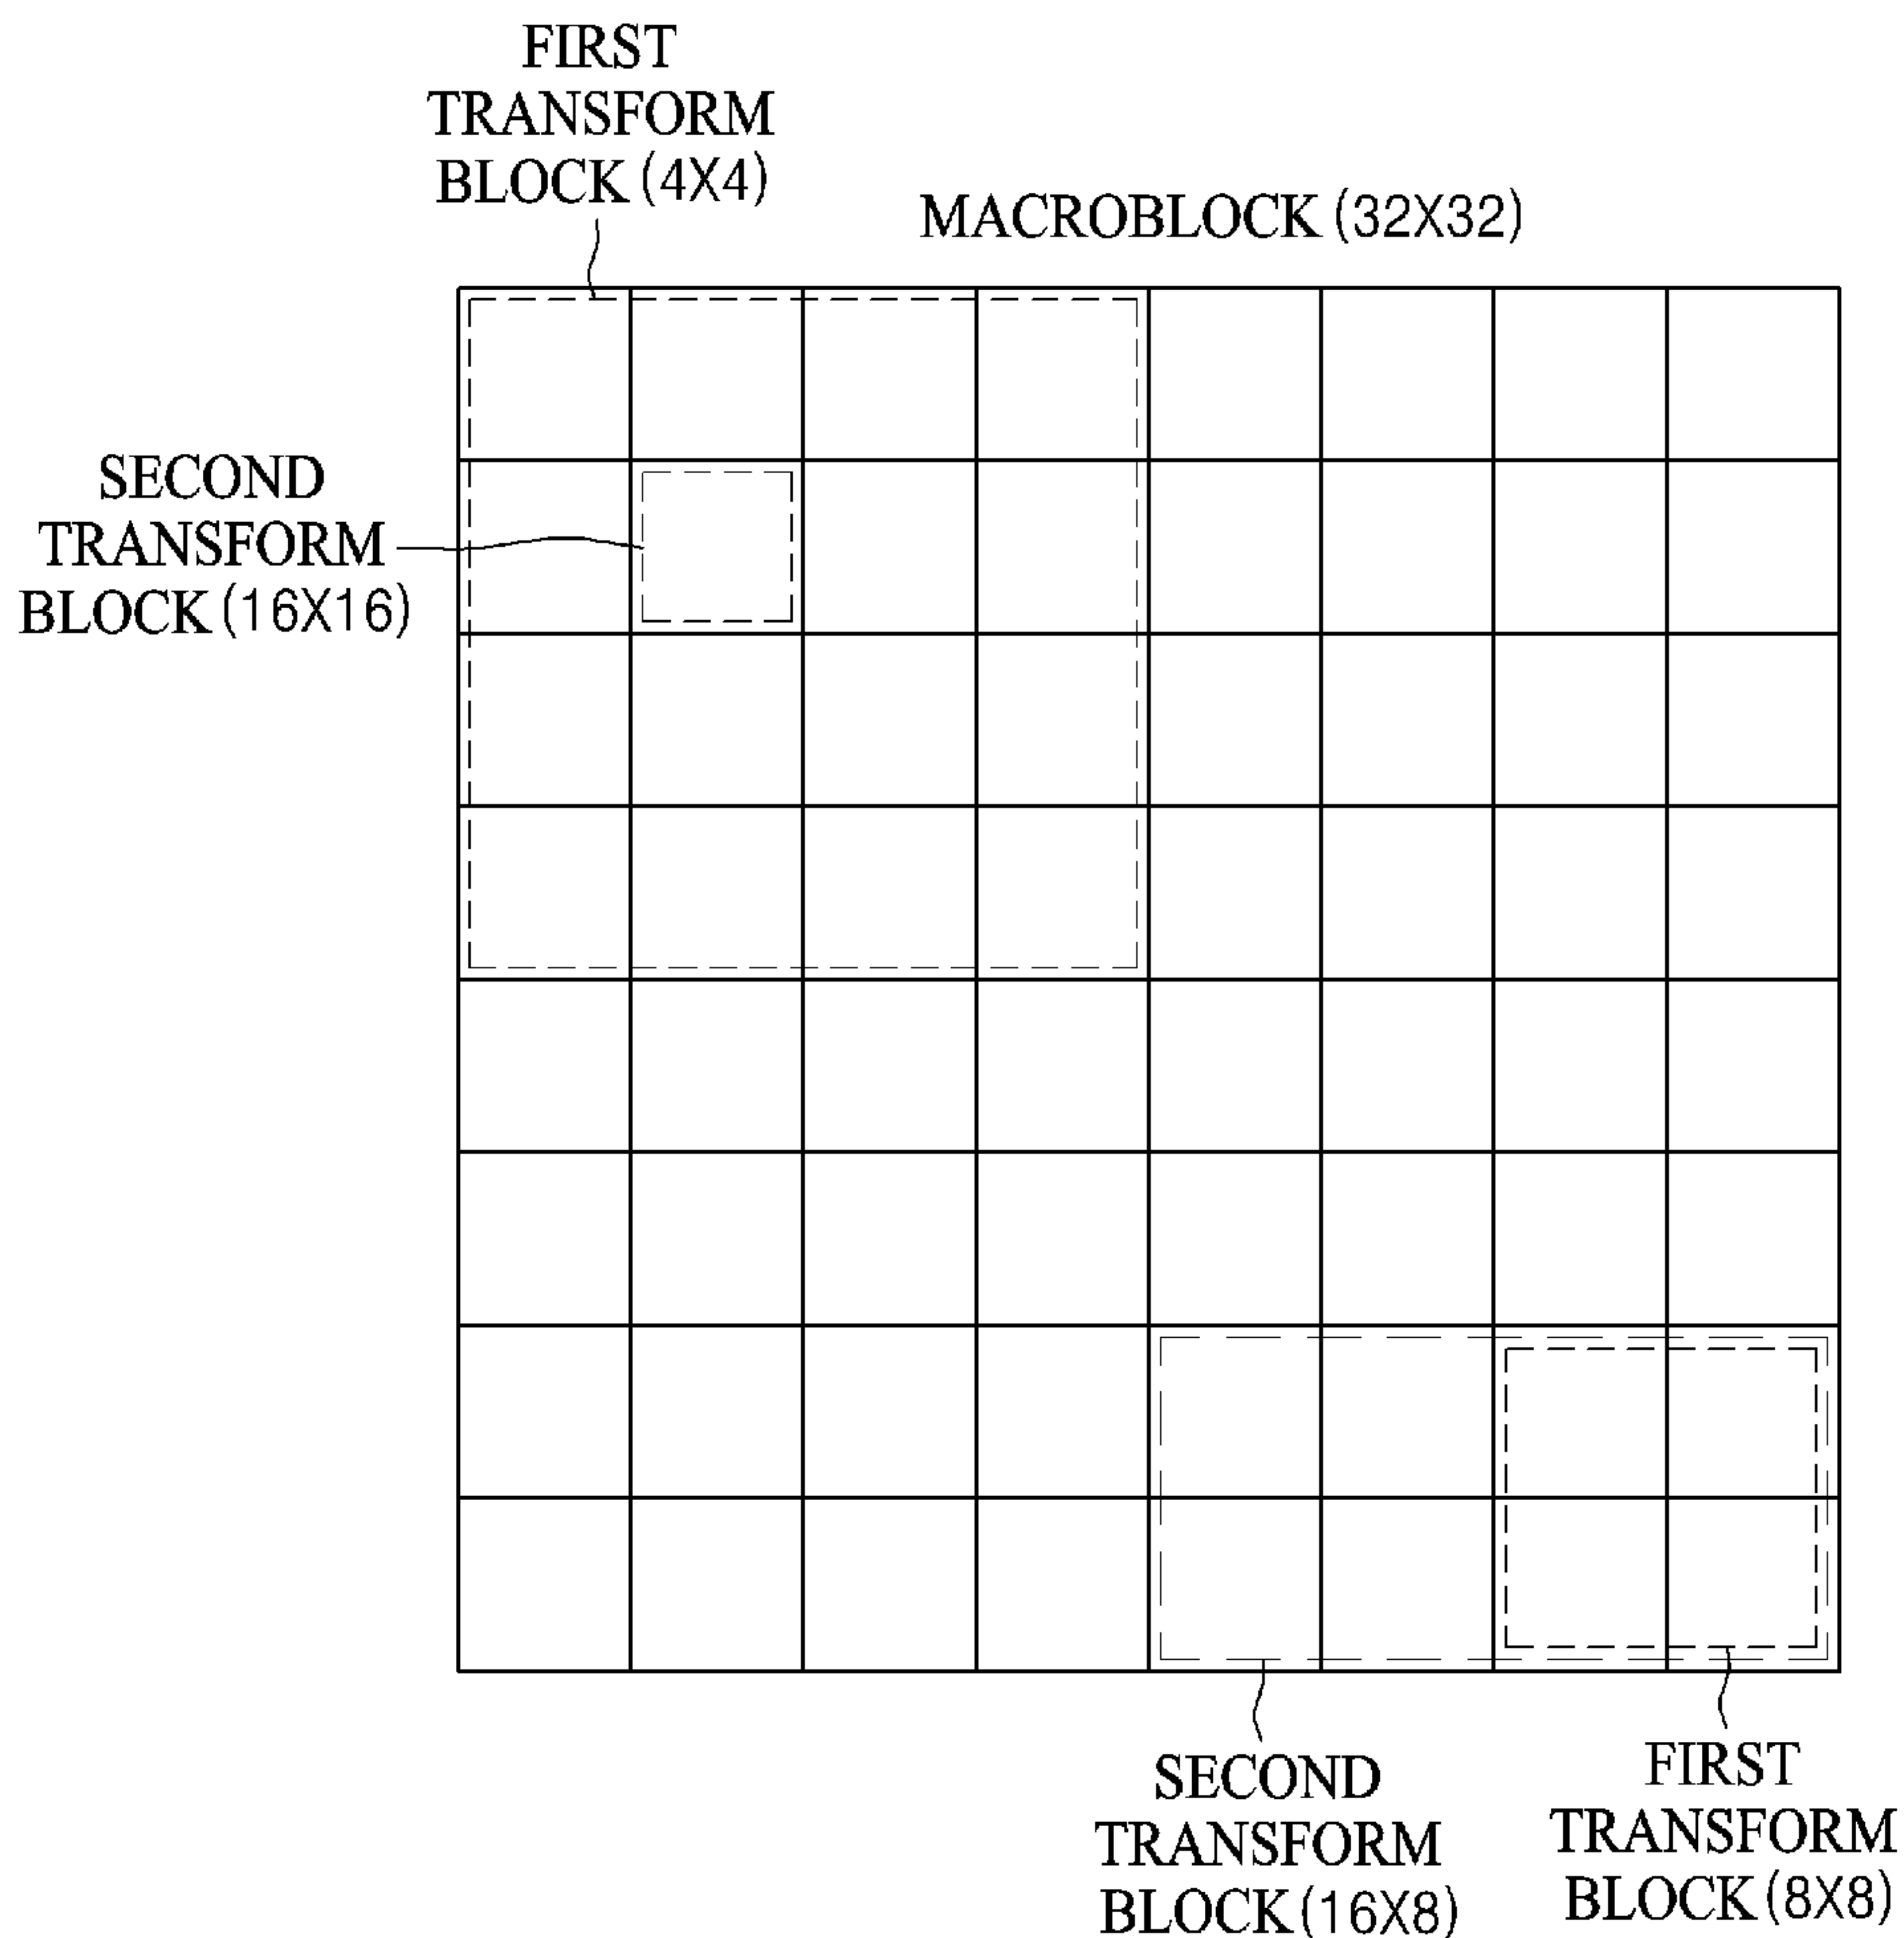 FIRST
TRANSFORM
BLOCK (4X4)
MACROBLOCK (32X32)
SECOND
TRANSFORM
BLOCK (16X16)
SECOND
TRANSFORM
BLOCK (16X8)
FIRST
TRANSFORM
BLOCK (8X8)